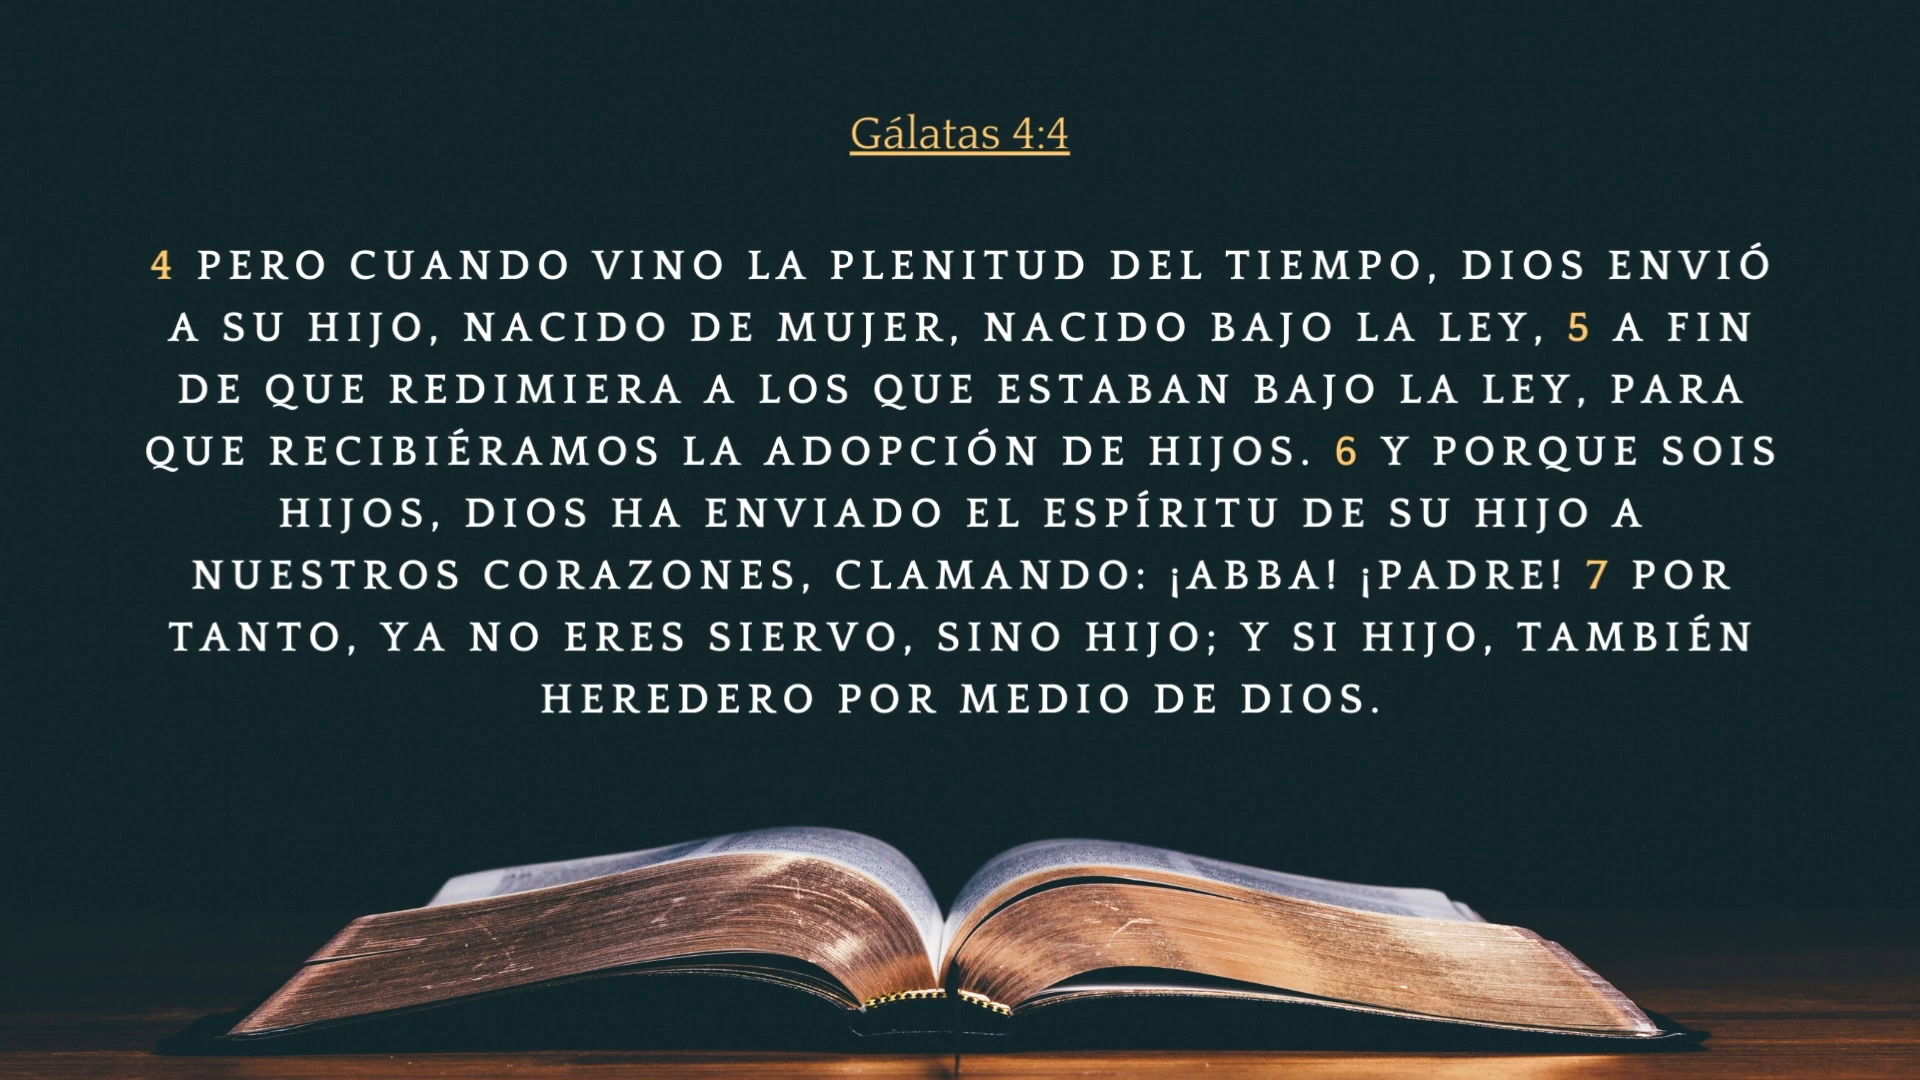 Gálatas 4:4
4 PERO CUANDO VINO LA PLENITUD DEL TIEMPO, DIOS ENVIÓ
A SU HIJO, NACIDO DE MUJER, NACIDO BAJO LA LEY, 5 A FIN
DE QUE REDIMIERA A LOS QUE ESTABAN BAJO LA LEY, PARA
QUE RECIBIÉRAMOS LA ADOPCIÓN DE HIJOS. 6 Y PORQUE SOIS
HIJOS, DIOS HA ENVIADO EL ESPÍRITU DE SU HIJO A
NUESTROS CORAZONES, CLAMANDO: ¡ABBA! ¡PADRE! 7 POR
TANTO, YA NO ERES SIERVO, SINO HIJO; Y SI HIJO, TAMBIÉN
HEREDERO POR MEDIO DE DIOS.